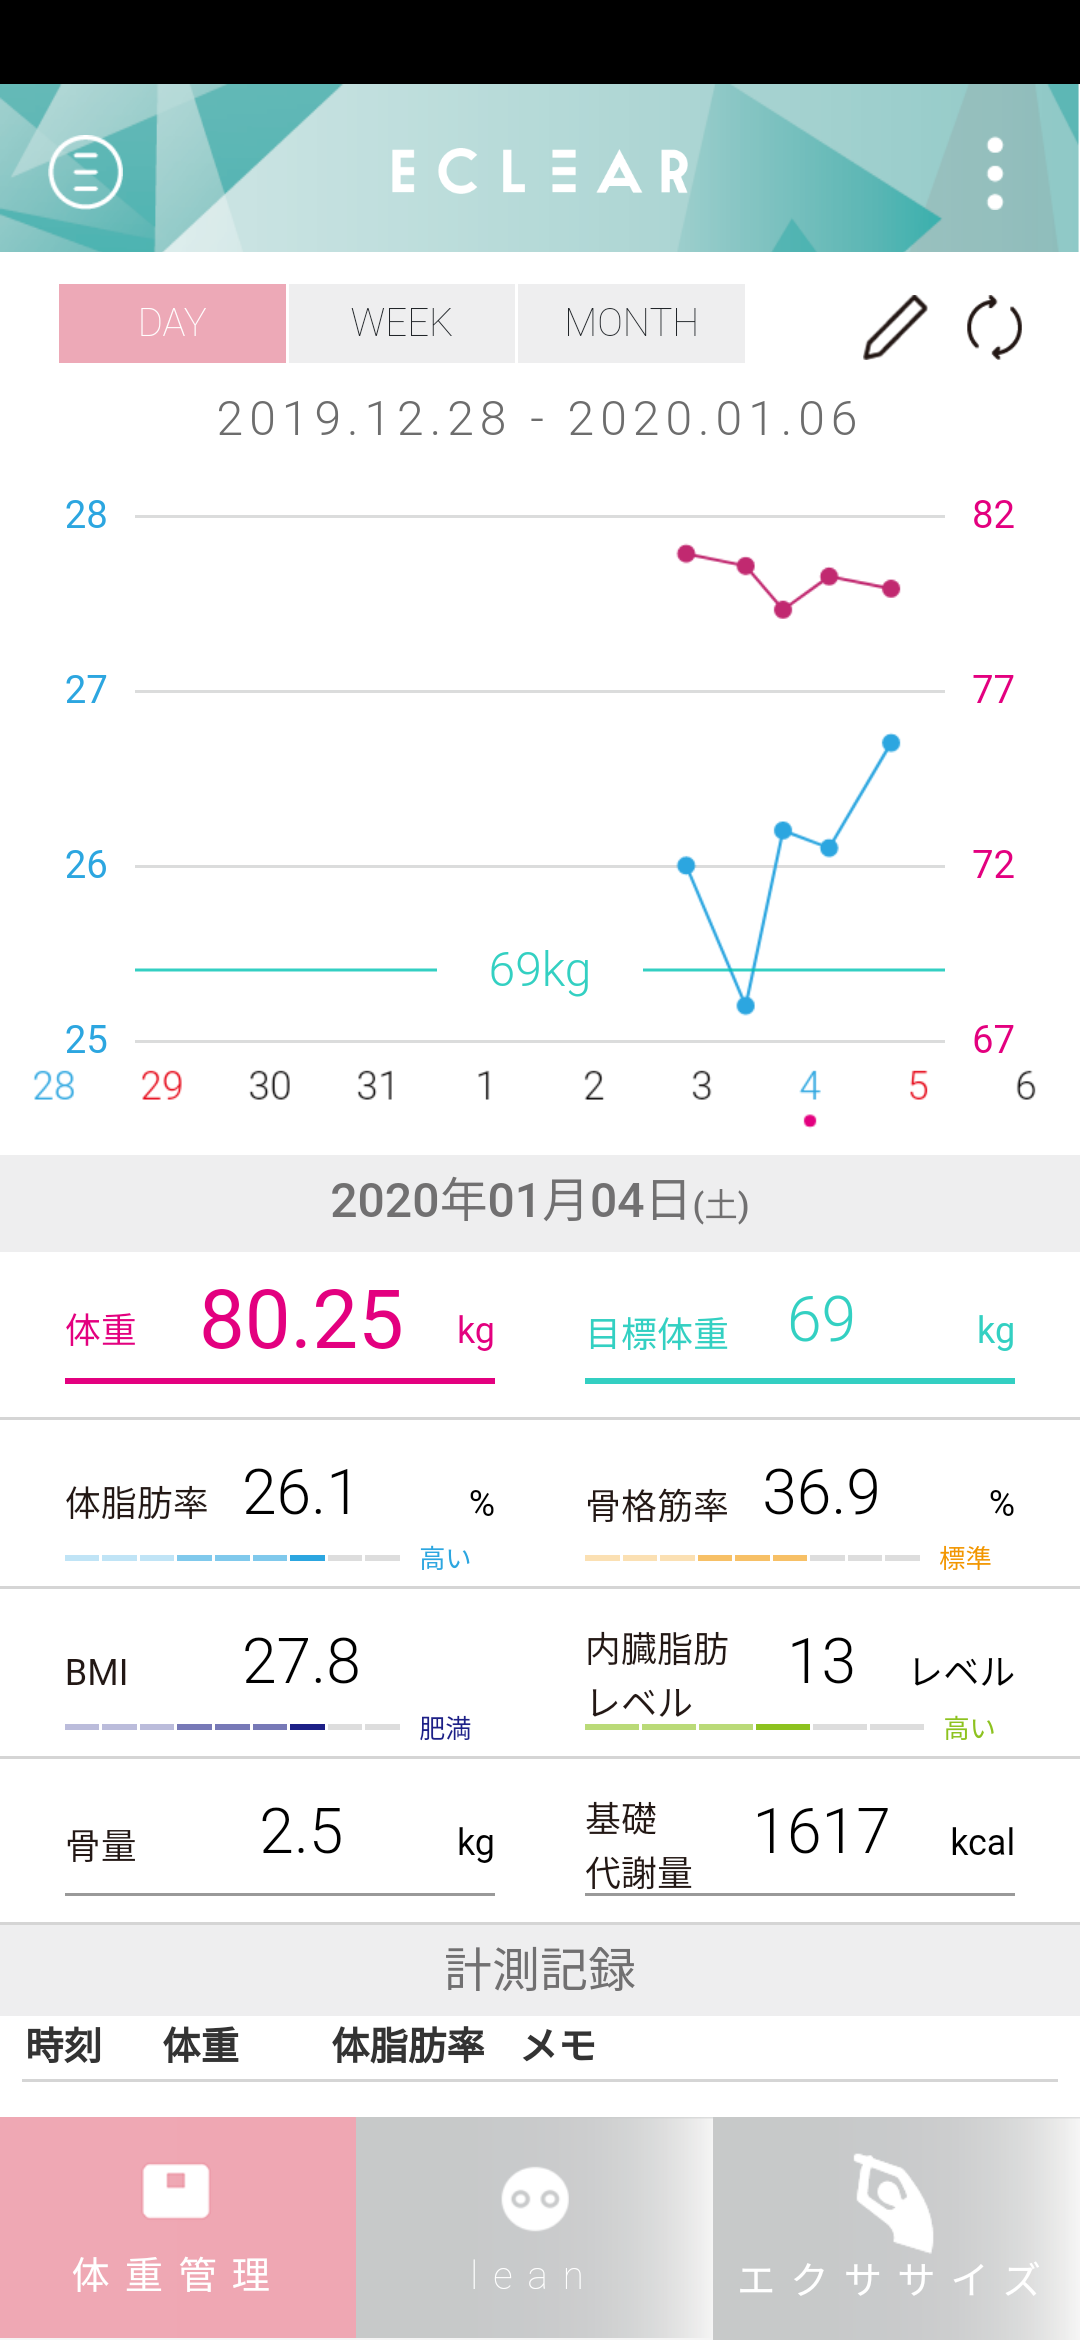 ECLEAR
DAY WEEK MONTH
2019.12.28 - 2020.01.06
28 82
27 77
26 72
69kg
25 67
28 29 30 31 1 2 3 4 5 6
2020年01月04日(土)
体重 80.25 kg 目標体重 69 kg
体脂肪率 26.1 % 骨格筋率 36.9 %
高い 標準
BMI 27.8 内臓脂肪レベル 13 レベル
肥満 高い
骨量 2.5 kg 基礎代謝量 1617 kcal
計測記録
時刻 体重 体脂肪率 メモ
体重管理 lean エクササイズ